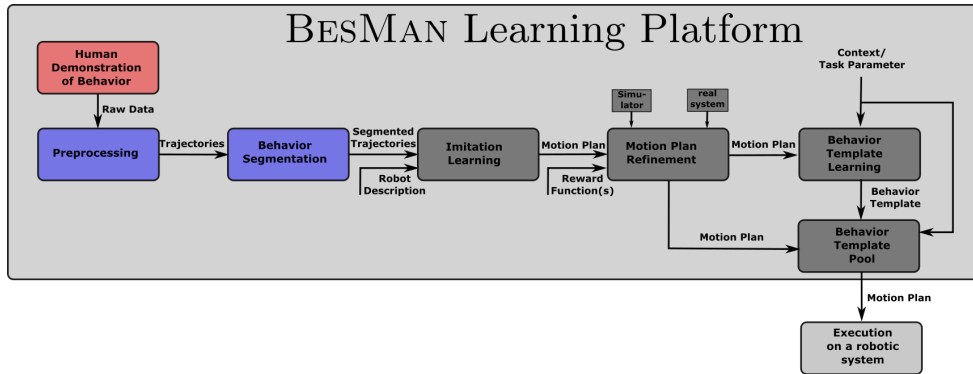 BESMAN Learning Platform
Human
Demonstration
of Behavior
Raw Data
Preprocessing
Trajectories
Behavior
Segmentation
Segmented
Trajectories
Robot
Description
Imitation
Learning
Motion Plan
Reward
Function(s)
Simu-
lator
real
system
Motion Plan
Refinement
Motion Plan
Context/
Task Parameter
Behavior
Template
Learning
Behavior
Template
Motion Plan
Behavior
Template
Pool
Motion Plan
Execution
on a robotic
system